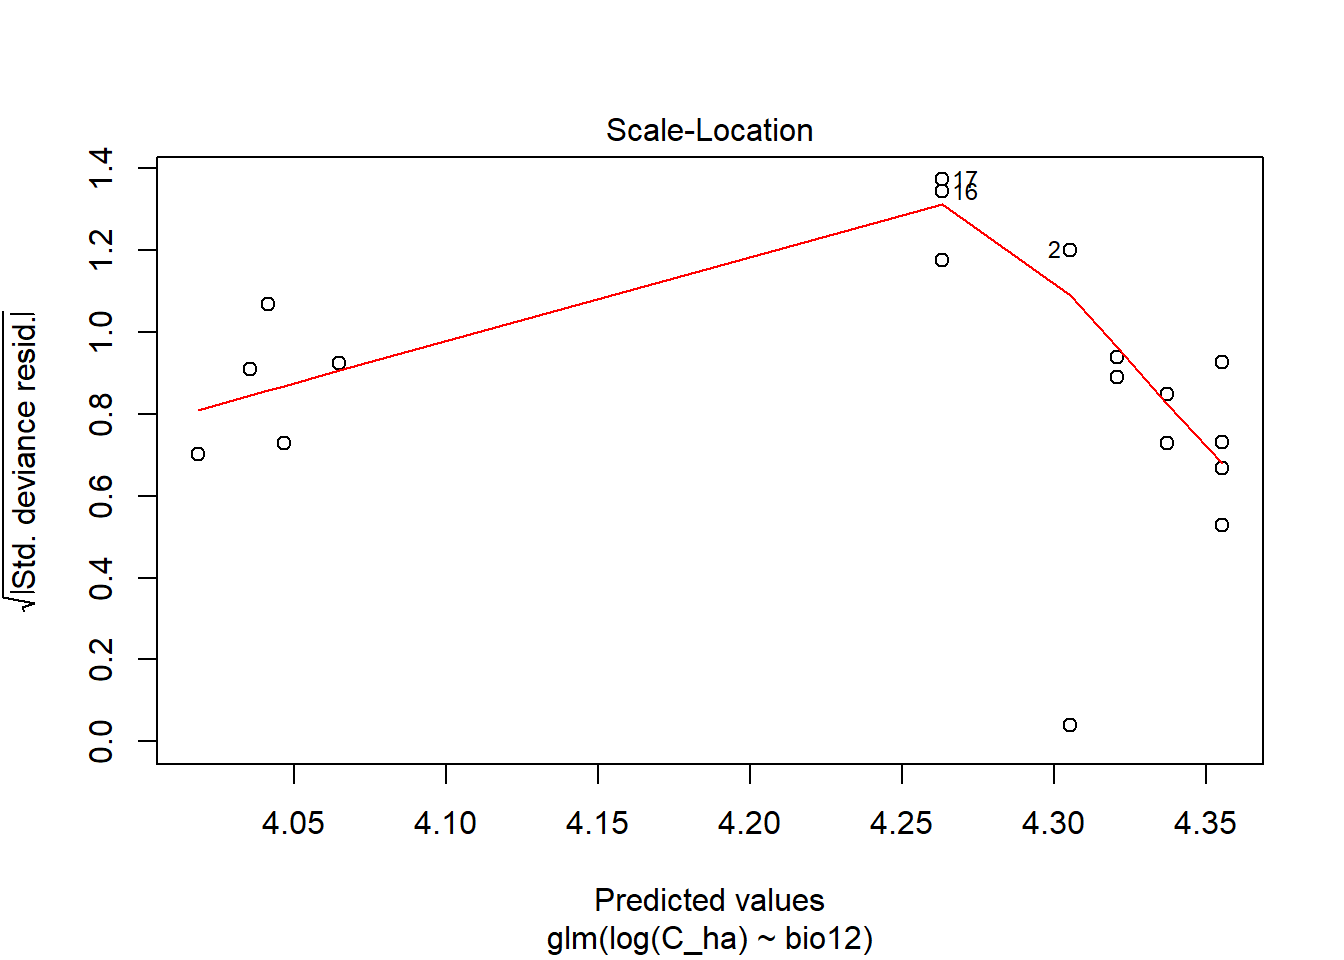 Scale-Location
√|Std. deviance resid.|
1.4
1.2
1.0
0.8
0.6
0.4
0.2
0.0
17
16
2
4.05 4.10 4.15 4.20 4.25 4.30 4.35
Predicted values
glm(log(C_ha) ~ bio12)